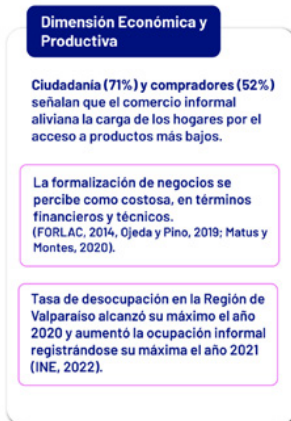 Dimensión Económica y
Productiva
Ciudadanía (71%) y compradores (52%)
señalan que el comercio informal
aliviana la carga de los hogares por el
acceso a productos más bajos.
La formalización de negocios se
percibe como costosa, en términos
financieros y técnicos.
(FORLAC, 2014, Ojeda y Pino, 2019; Matus y
Montes, 2020).
Tasa de desocupación en la Región de
Valparaíso alcanzó su máximo el año
2020 y aumentó la ocupación informal
registrándose su máxima el año 2021
(INE, 2022).